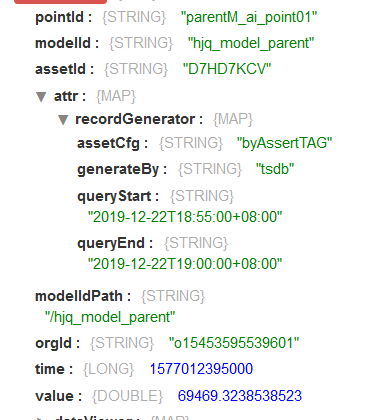 pointId : {STRING} "parentM_ai_point01"
modelId : {STRING} "hjq_model_parent"
assetId : {STRING} "D7HD7KCV"
attr : {MAP}
recordGenerator : {MAP}
assetCfg : {STRING} "byAssertTAG"
generateBy : {STRING} "tsdb"
queryStart : {STRING}
"2019-12-22T18:55:00+08:00"
queryEnd : {STRING}
"2019-12-22T19:00:00+08:00"
modelIdPath : {STRING}
"/hjq_model_parent"
orgId : {STRING} "o15453595539601"
time : {LONG} 1577012395000
value : {DOUBLE} 69469.3238538523